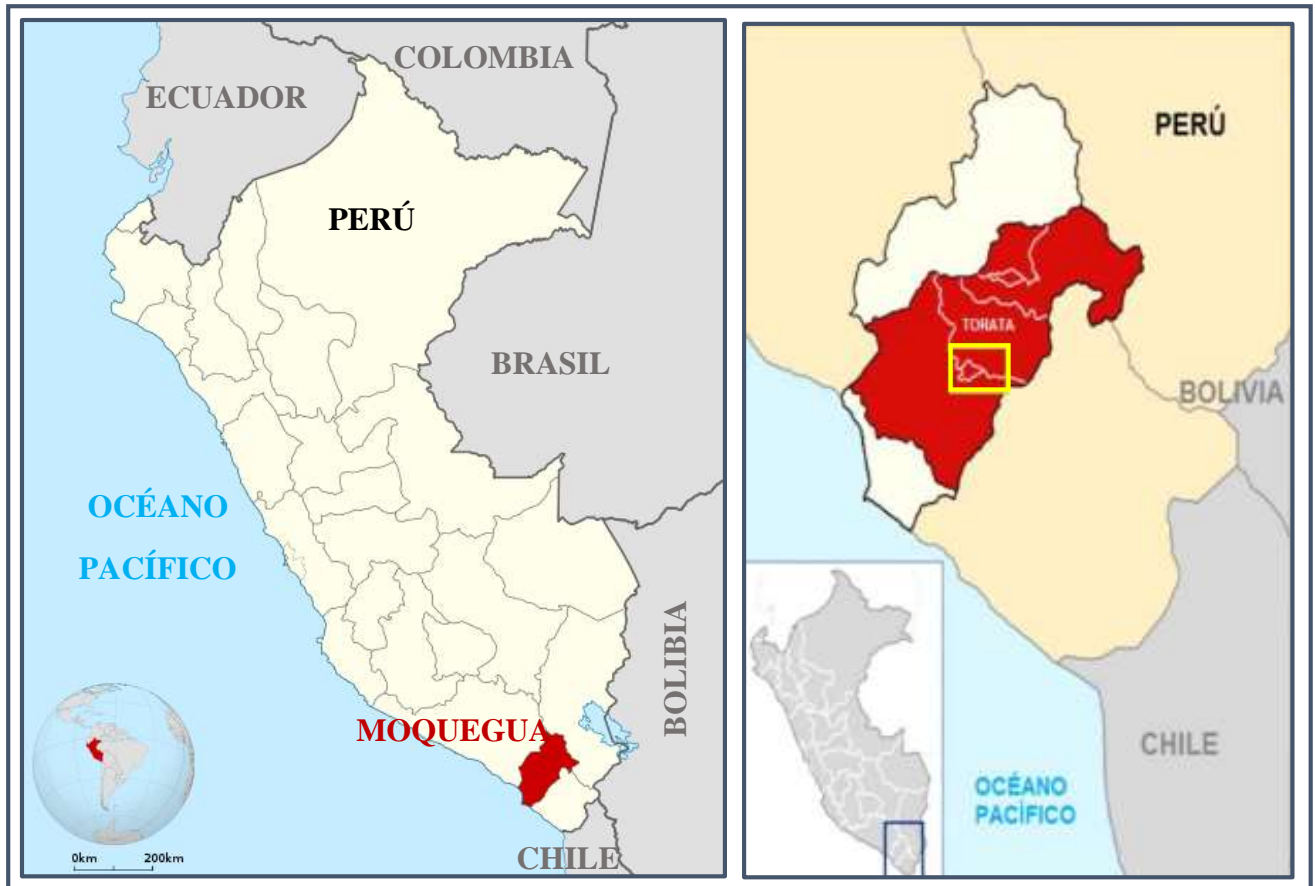 COLOMBIA
ECUADOR
PERÚ
BRASIL
OCÉANO
PACÍFICO
BOLIBIA
MOQUEGUA
0km 200km
CHILE
PERÚ
TORATA
BOLIVIA
CHILE
OCÉANO
PACÍFICO